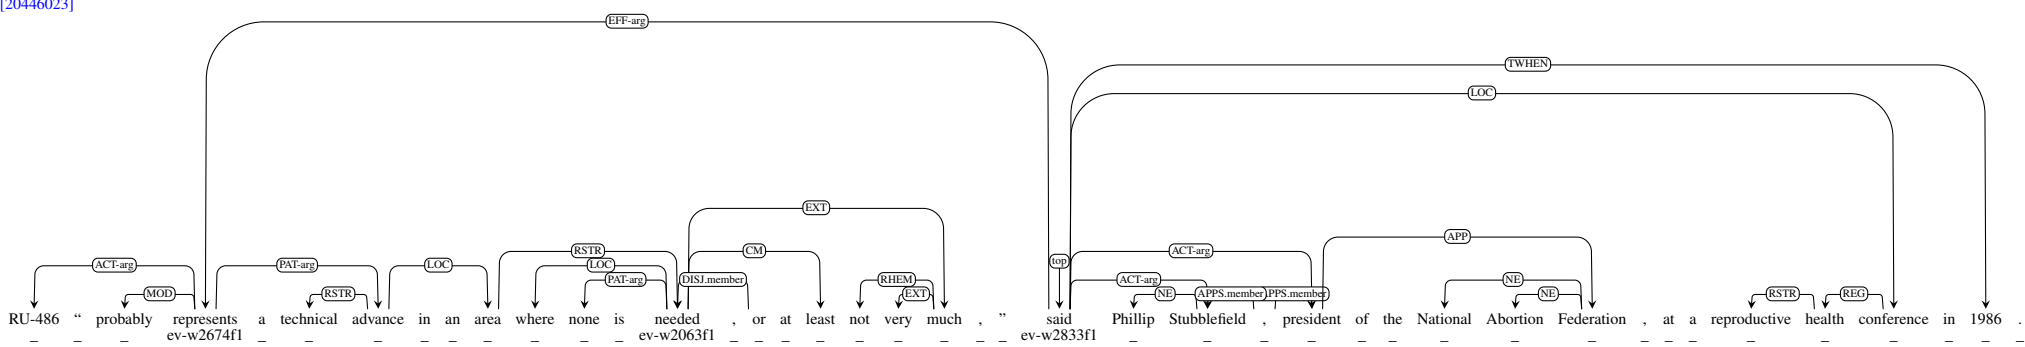 [20446023]
EFF-arg
TWHEN
LOC
EXT
APP
RSTR CM ACT-arg
top
ACT-arg PAT-arg LOC LOC
PAT-arg DISJ.member ACT-arg NE
MOD RSTR RHEM EXT NE APPS.member PPS.member NE RSTR REG
RU-486 “ probably represents a technical advance in an area where none is needed , or at least not very much , ” said Phillip Stubblefield , president of the National Abortion Federation , at a reproductive health conference in 1986 .
_ _ _ ev-w2674f1 _ _ _ _ _ _ _ _ _ ev-w2063f1 _ _ _ _ _ _ _ _ _ ev-w2833f1 _ _ _ _ _ _ _ _ _ _ _ _ _ _ _ _ _ _